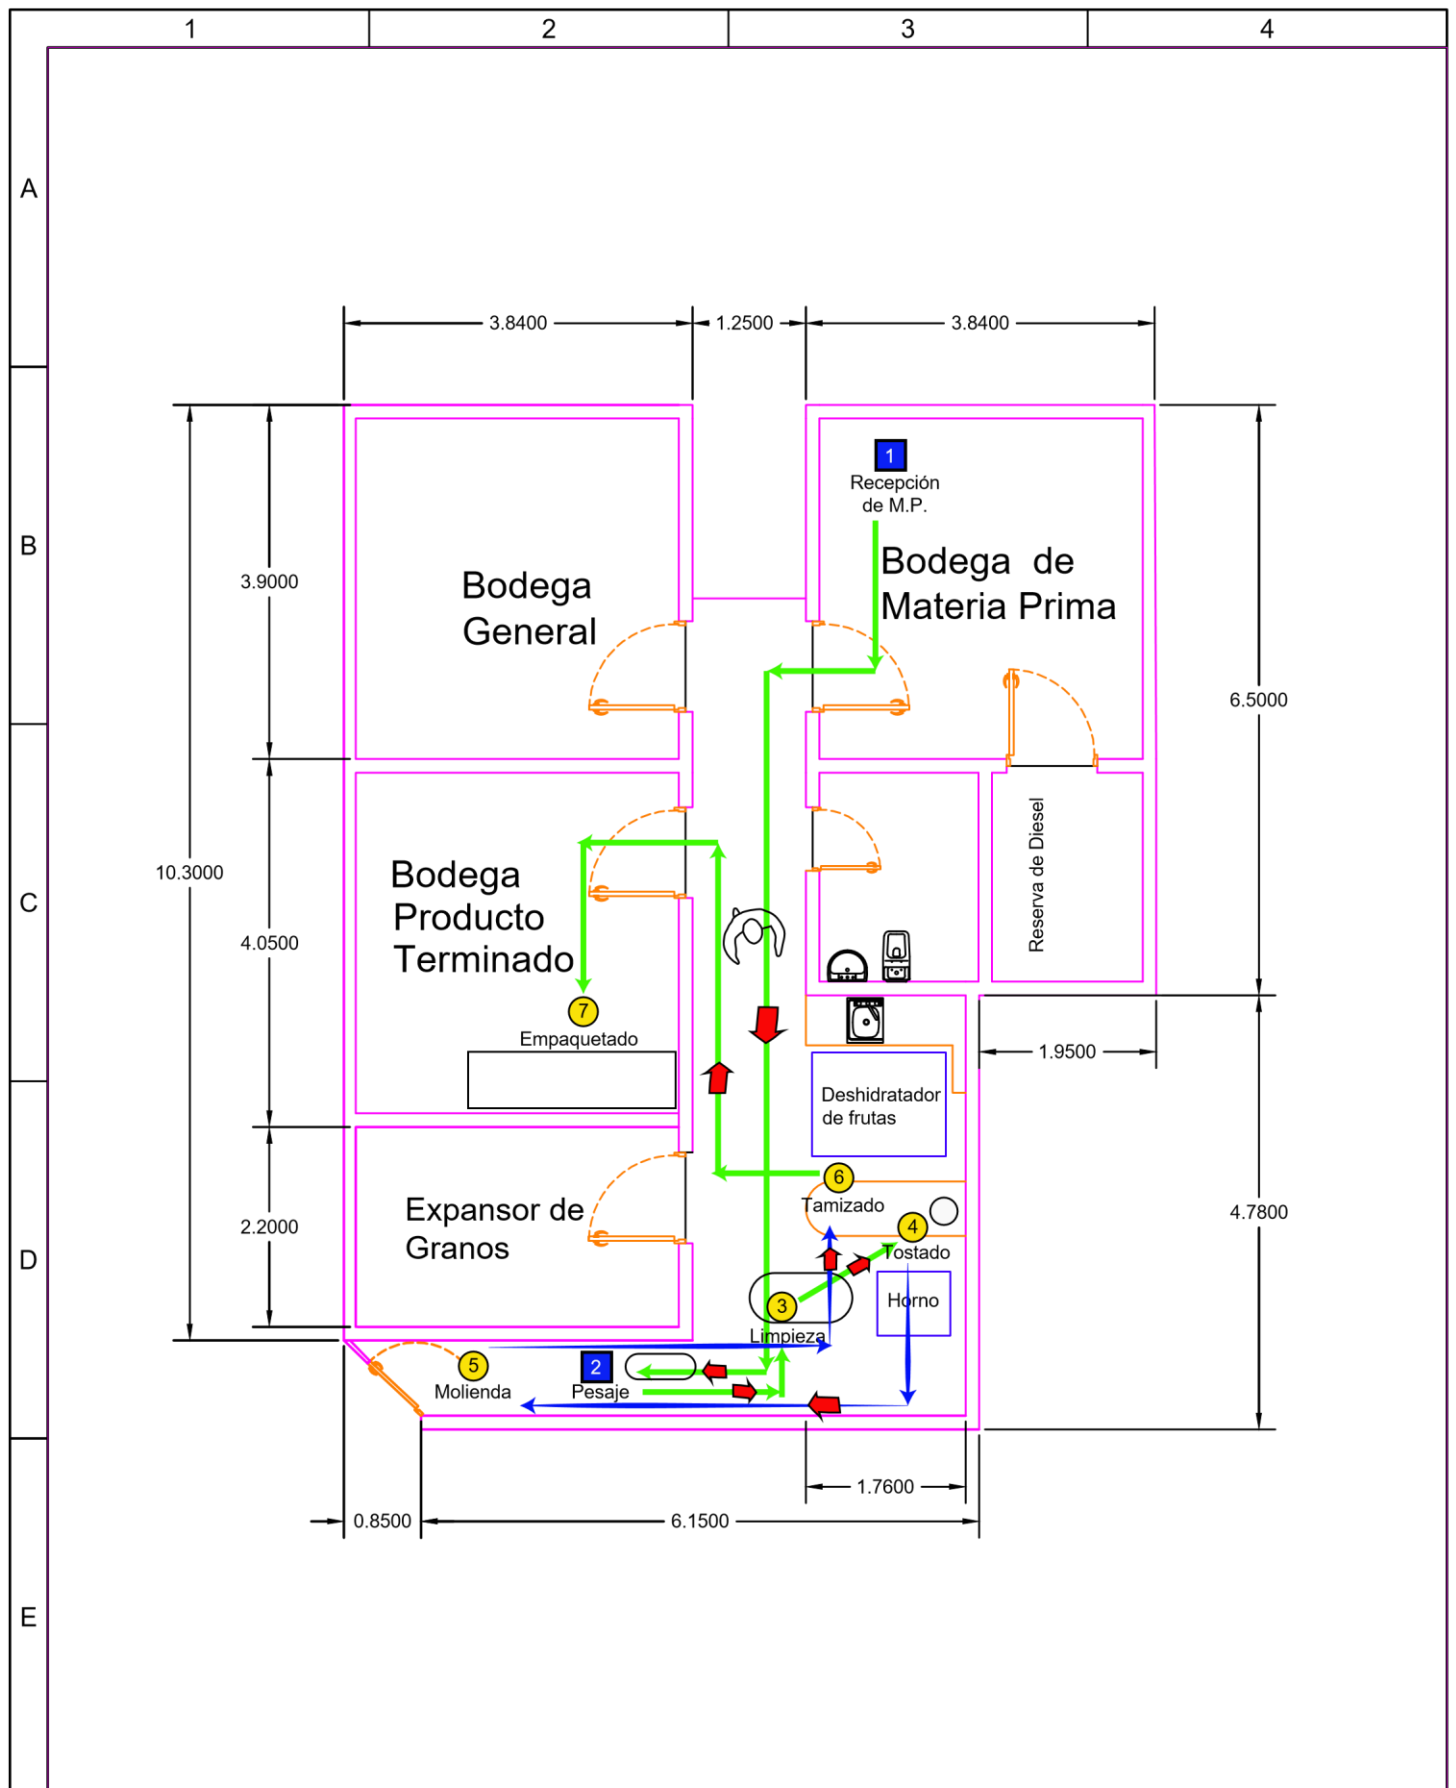 1
2
3
4
A
B
C
D
E
3.8400
1.2500
3.8400
3.9000
10.3000
4.0500
2.2000
6.5000
1.9500
4.7800
1.7600
0.8500
6.1500
1
Recepción
de M.P.
Bodega
General
Bodega de
Materia Prima
Bodega
Producto
Terminado
Reserva de Diesel
7
Empaquetado
Deshidratador
de frutas
6
Tamizado
4
Tostado
Expansor de
Granos
Horno
3
Limpieza
5
Molienda
2
Pesaje